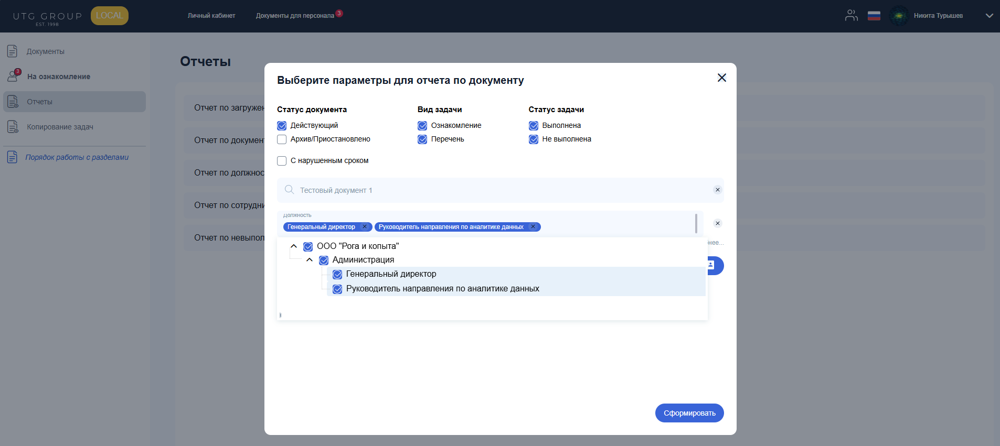 UTG GROUP
EST. 1998
LOCAL
Личный кабинет
Документы для персонала
3
Никита Турышев
Документы
3
На ознакомление
Отчеты
Копирование задач
Порядок работы с разделами
Отчеты
Отчет по загружен
Отчет по докумен
Отчет по должнос
Отчет по сотрудни
Отчет по невыпол
Выберите параметры для отчета по документу
Статус документа
Действующий
Архив/Приостановлено
С нарушенным сроком
Вид задачи
Ознакомление
Перечень
Статус задачи
Выполнена
Не выполнена
Тестовый документ 1
Должность
Генеральный директор
Руководитель направления по аналитике данных
ООО "Рога и копыта"
Администрация
Генеральный директор
Руководитель направления по аналитике данных
нее...
Сформировать